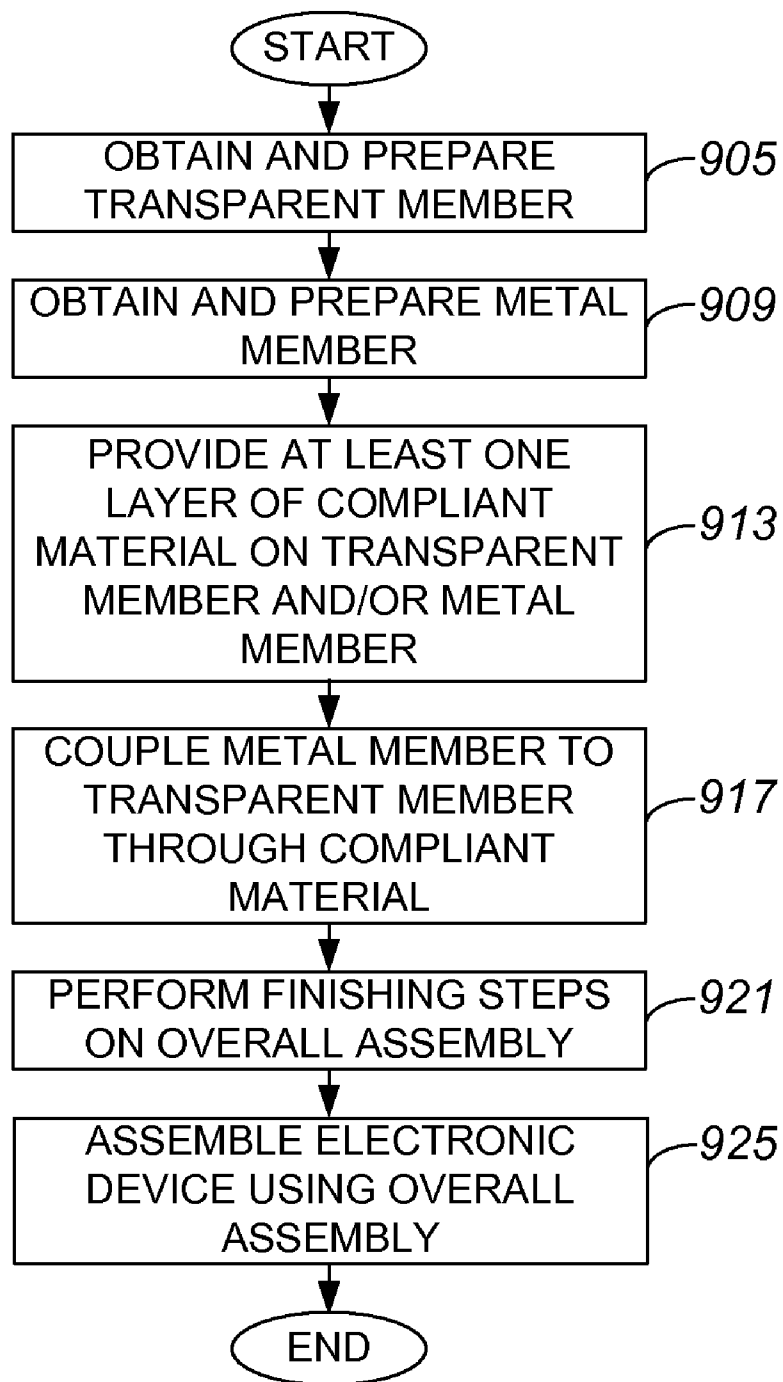 START
OBTAIN AND PREPARE
TRANSPARENT MEMBER
905
OBTAIN AND PREPARE METAL
MEMBER
909
PROVIDE AT LEAST ONE
LAYER OF COMPLIANT
MATERIAL ON TRANSPARENT
MEMBER AND/OR METAL
MEMBER
913
COUPLE METAL MEMBER TO
TRANSPARENT MEMBER
THROUGH COMPLIANT
MATERIAL
917
PERFORM FINISHING STEPS
ON OVERALL ASSEMBLY
921
ASSEMBLE ELECTRONIC
DEVICE USING OVERALL
ASSEMBLY
925
END